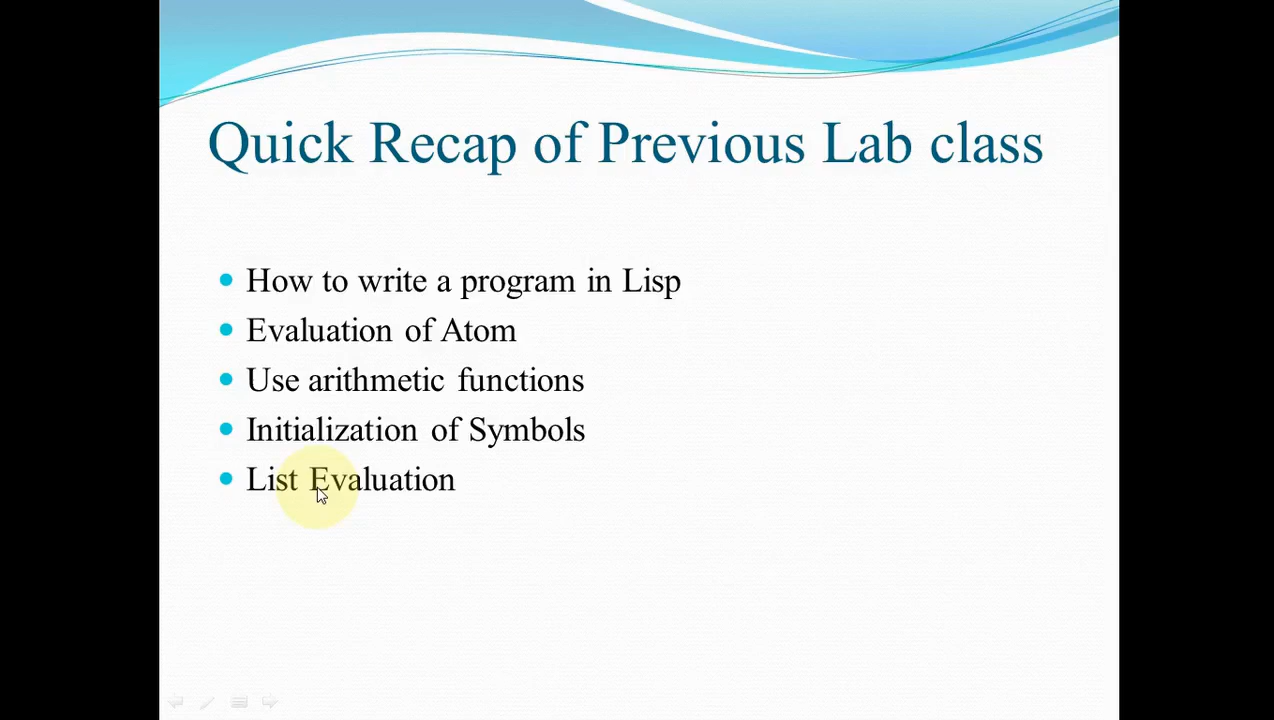 Quick Recap of Previous Lab class
How to write a program in Lisp
Evaluation of Atom
Use arithmetic functions
Initialization of Symbols
List Evaluation